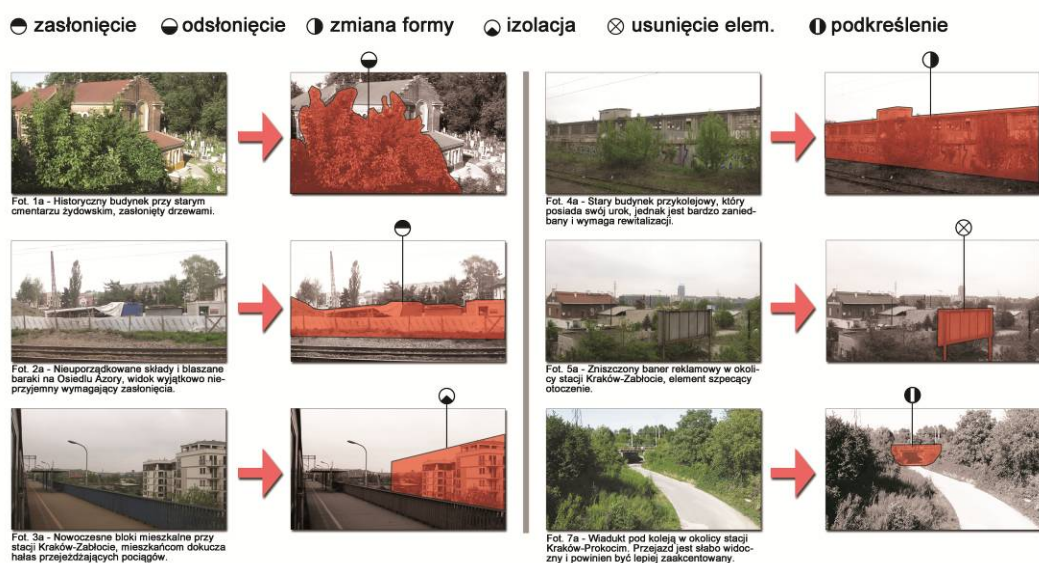 zasłonięcie odsłonięcie zmiana formy izolacja usunięcie elem. podkreślenie
Fot. 1a - Historyczny budynek przy starym
cmentarzu żydowskim, zasłonięty drzewami.
Fot. 2a - Nieuporządkowane składy i blaszane
baraki na Osiedlu Azory, widok wyjątkowo nie-
przyjemny wymagający zasłonięcia.
Fot. 3a - Nowoczesne bloki mieszkalne przy
stacji Kraków-Zabłocie, mieszkańcom dokucza
hałas przejeżdżających pociągów.
Fot. 4a - Stary budynek przykolejowy, który
posiada swój urok, jednak jest bardzo zanied-
bany i wymaga rewitalizacji.
Fot. 5a - Zniszczony baner reklamowy w okoli-
cy stacji Kraków-Zabłocie, element szpecący
otoczenie.
Fot. 7a - Wiadukt pod koleją w okolicy stacji
Kraków-Prokocim. Przejazd jest słabo widocz-
ny i powinien być lepiej zaakcentowany.